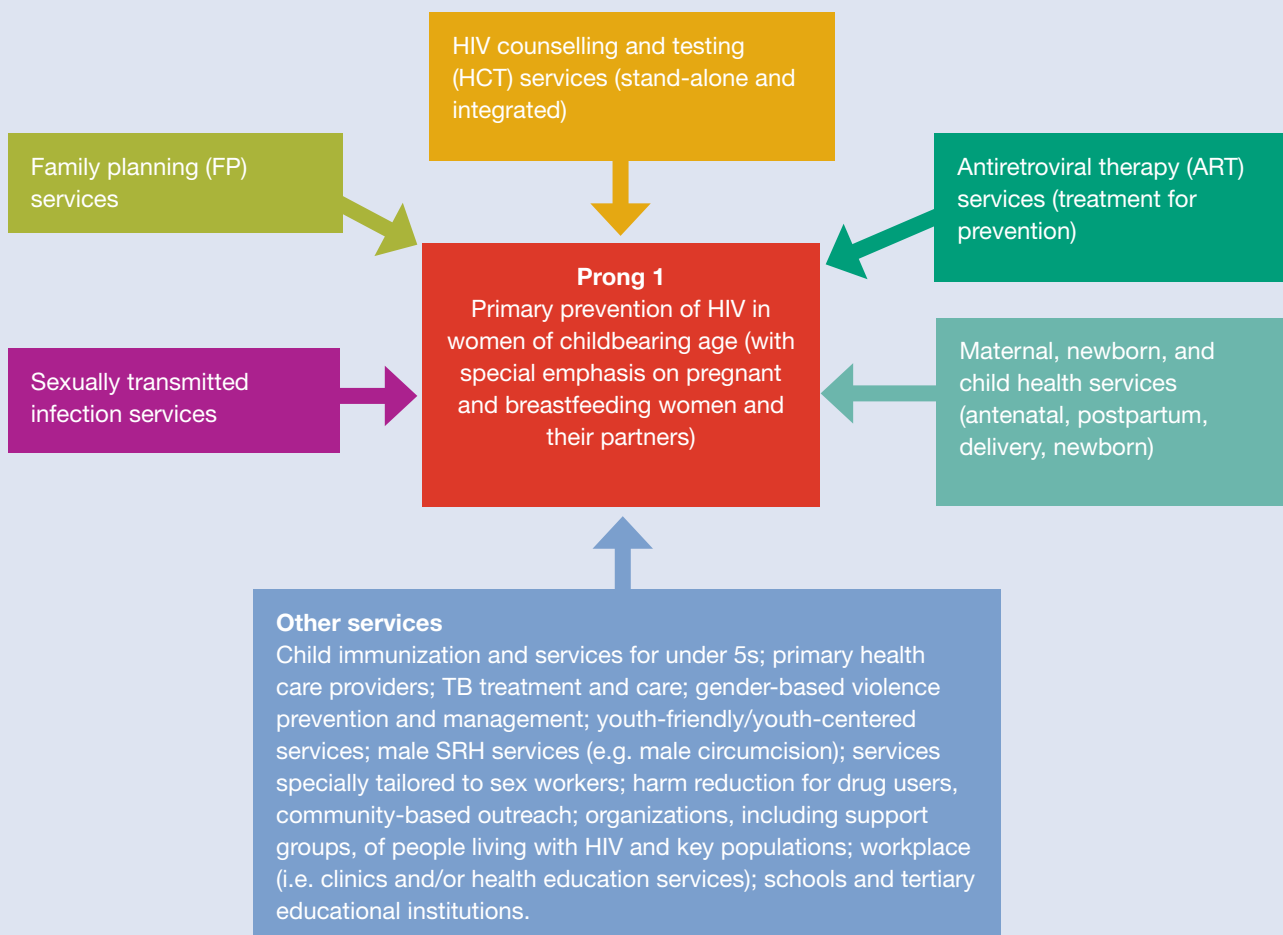 HIV counselling and testing
(HCT) services (stand-alone and
integrated)
Family planning (FP)
services
Antiretroviral therapy (ART)
services (treatment for
prevention)
Prong 1
Primary prevention of HIV in
women of childbearing age (with
special emphasis on pregnant
and breastfeeding women and
their partners)
Sexually transmitted
infection services
Maternal, newborn, and
child health services
(antenatal, postpartum,
delivery, newborn)
Other services
Child immunization and services for under 5s; primary health
care providers; TB treatment and care; gender-based violence
prevention and management; youth-friendly/youth-centered
services; male SRH services (e.g. male circumcision); services
specially tailored to sex workers; harm reduction for drug users,
community-based outreach; organizations, including support
groups, of people living with HIV and key populations; workplace
(i.e. clinics and/or health education services); schools and tertiary
educational institutions.